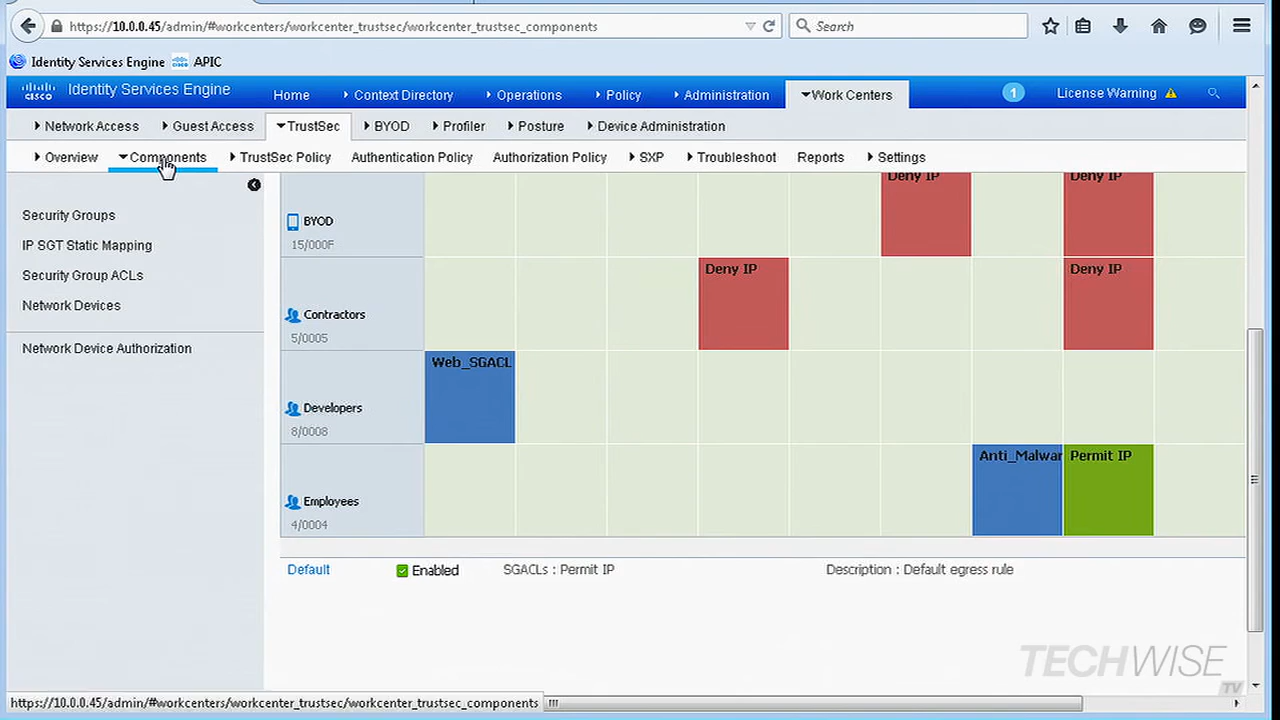 https://10.0.0.45/admin/#workcenters/workcenter_trustsec/workcenter_trustsec_components
Search
Identity Services Engine
CISCO
APIC
CISCO
Identity Services Engine
Home
Context Directory
Operations
Policy
Administration
Work Centers
1
License Warning
Network Access
Guest Access
TrustSec
BYOD
Profiler
Posture
Device Administration
Overview
Components
TrustSec Policy
Authentication Policy
Authorization Policy
SXP
Troubleshoot
Reports
Settings
Security Groups
IP SGT Static Mapping
Security Group ACLs
Network Devices
Network Device Authorization
Deny IP
Deny IP
BYOD
15/000F
Deny IP
Deny IP
Contractors
5/0005
Web_SGACL
Developers
8/0008
Anti_Malwar
Permit IP
Employees
4/0004
Default
Enabled
SGACLs : Permit IP
Description : Default egress rule
TECHWISE
TV
https://10.0.0.45/admin/#workcenters/workcenter_trustsec/workcenter_trustsec_components